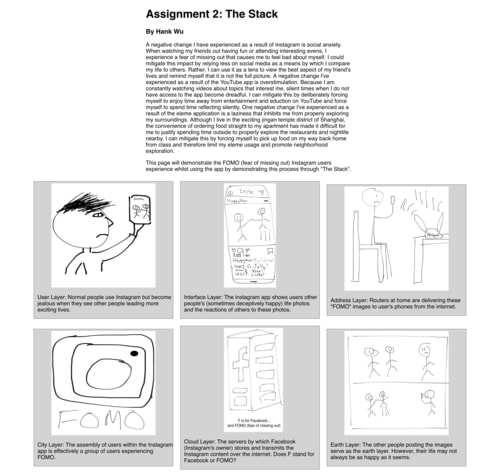 Assignment 2: The Stack
By Hank Wu
A negative change I have experienced as a result of Instagram is social anxiety.
When watching my friends having fun or attending interesting evens, I
experience a fear of missing out that causes me to feel bad about myself. I could
mitigate this impact by relying less on social media as a means by which I compare
my life to others. Rather, I can use it as a lens to view the best aspect of my friend's
lives and remind myself that it is not the full picture. A negative change I've
experienced as a result of the YouTube app is overstimulation. Because I am
constantly watching videos about topics that interest me, silent times when I do not
have access to the app become dreadful. I can mitigate this by deliberately forcing
myself to enjoy time away from entertainment and eduction on YouTube and force
myself to spend time reflecting silently. One negative change I've experienced as a
result of the eleme application is a laziness that inhibits me from properly exploring
my surroundings. Although I live in the exciting jingan temple district of Shanghai,
the convenience of ordering food straight to my apartment has made it difficult for
me to justify spending time outside to properly explore the restaurants and nightlife
nearby. I can mitigate this by forcing myself to pick up food on my way back home
from class and therefore limit my eleme usage and promote neighborhood
exploration.
This page will demonstrate the FOMO (fear of missing out) Instagram users
experience whilst using the app by demonstrating this process through "The Stack".
User Layer: Normal people use Instagram but become
jealous when they see other people leading more
exciting lives.
Interface Layer: The instagram app shows users other
people's (sometimes deceptively happy) life photos
and the reactions of others to these photos.
Address Layer: Routers at home are delivering these
"FOMO" images to user's phones from the internet.
FOMO
City Layer: The assembly of users within the Instagram
app is effectively a group of users experiencing
FOMO.
F is for Facebook...
and FOMO (fear of missing out)
Cloud Layer: The servers by which Facebook
(Instagram's owner) stores and transmits the
Instagram content over the internet. Does F stand for
Facebook or FOMO?
Earth Layer: The other people posting the images
serve as the earth layer. However, their life may not
always be as happy as it seems.